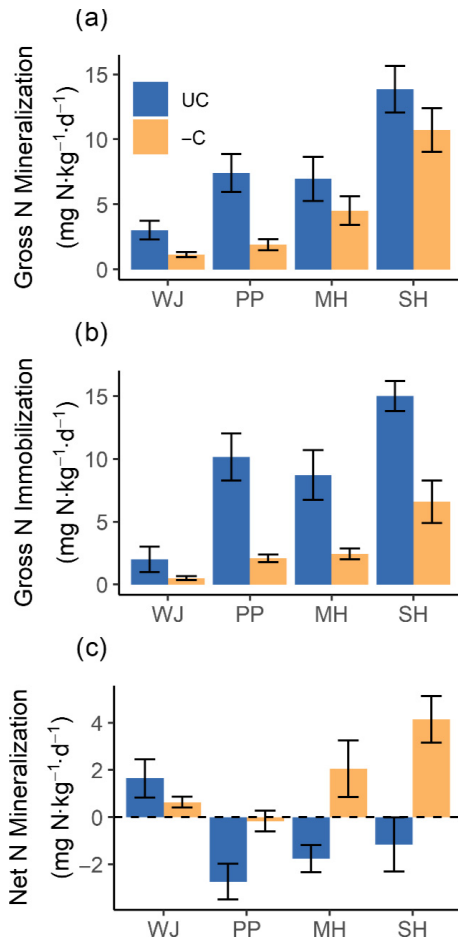 (a)
Gross N Mineralization
(mg N·kg⁻¹·d⁻¹)
15
10
5
0
UC
−C
WJ PP MH SH
(b)
Gross N Immobilization
(mg N·kg⁻¹·d⁻¹)
15
10
5
0
WJ PP MH SH
(c)
Net N Mineralization
(mg N·kg⁻¹·d⁻¹)
4
2
0
−2
WJ PP MH SH